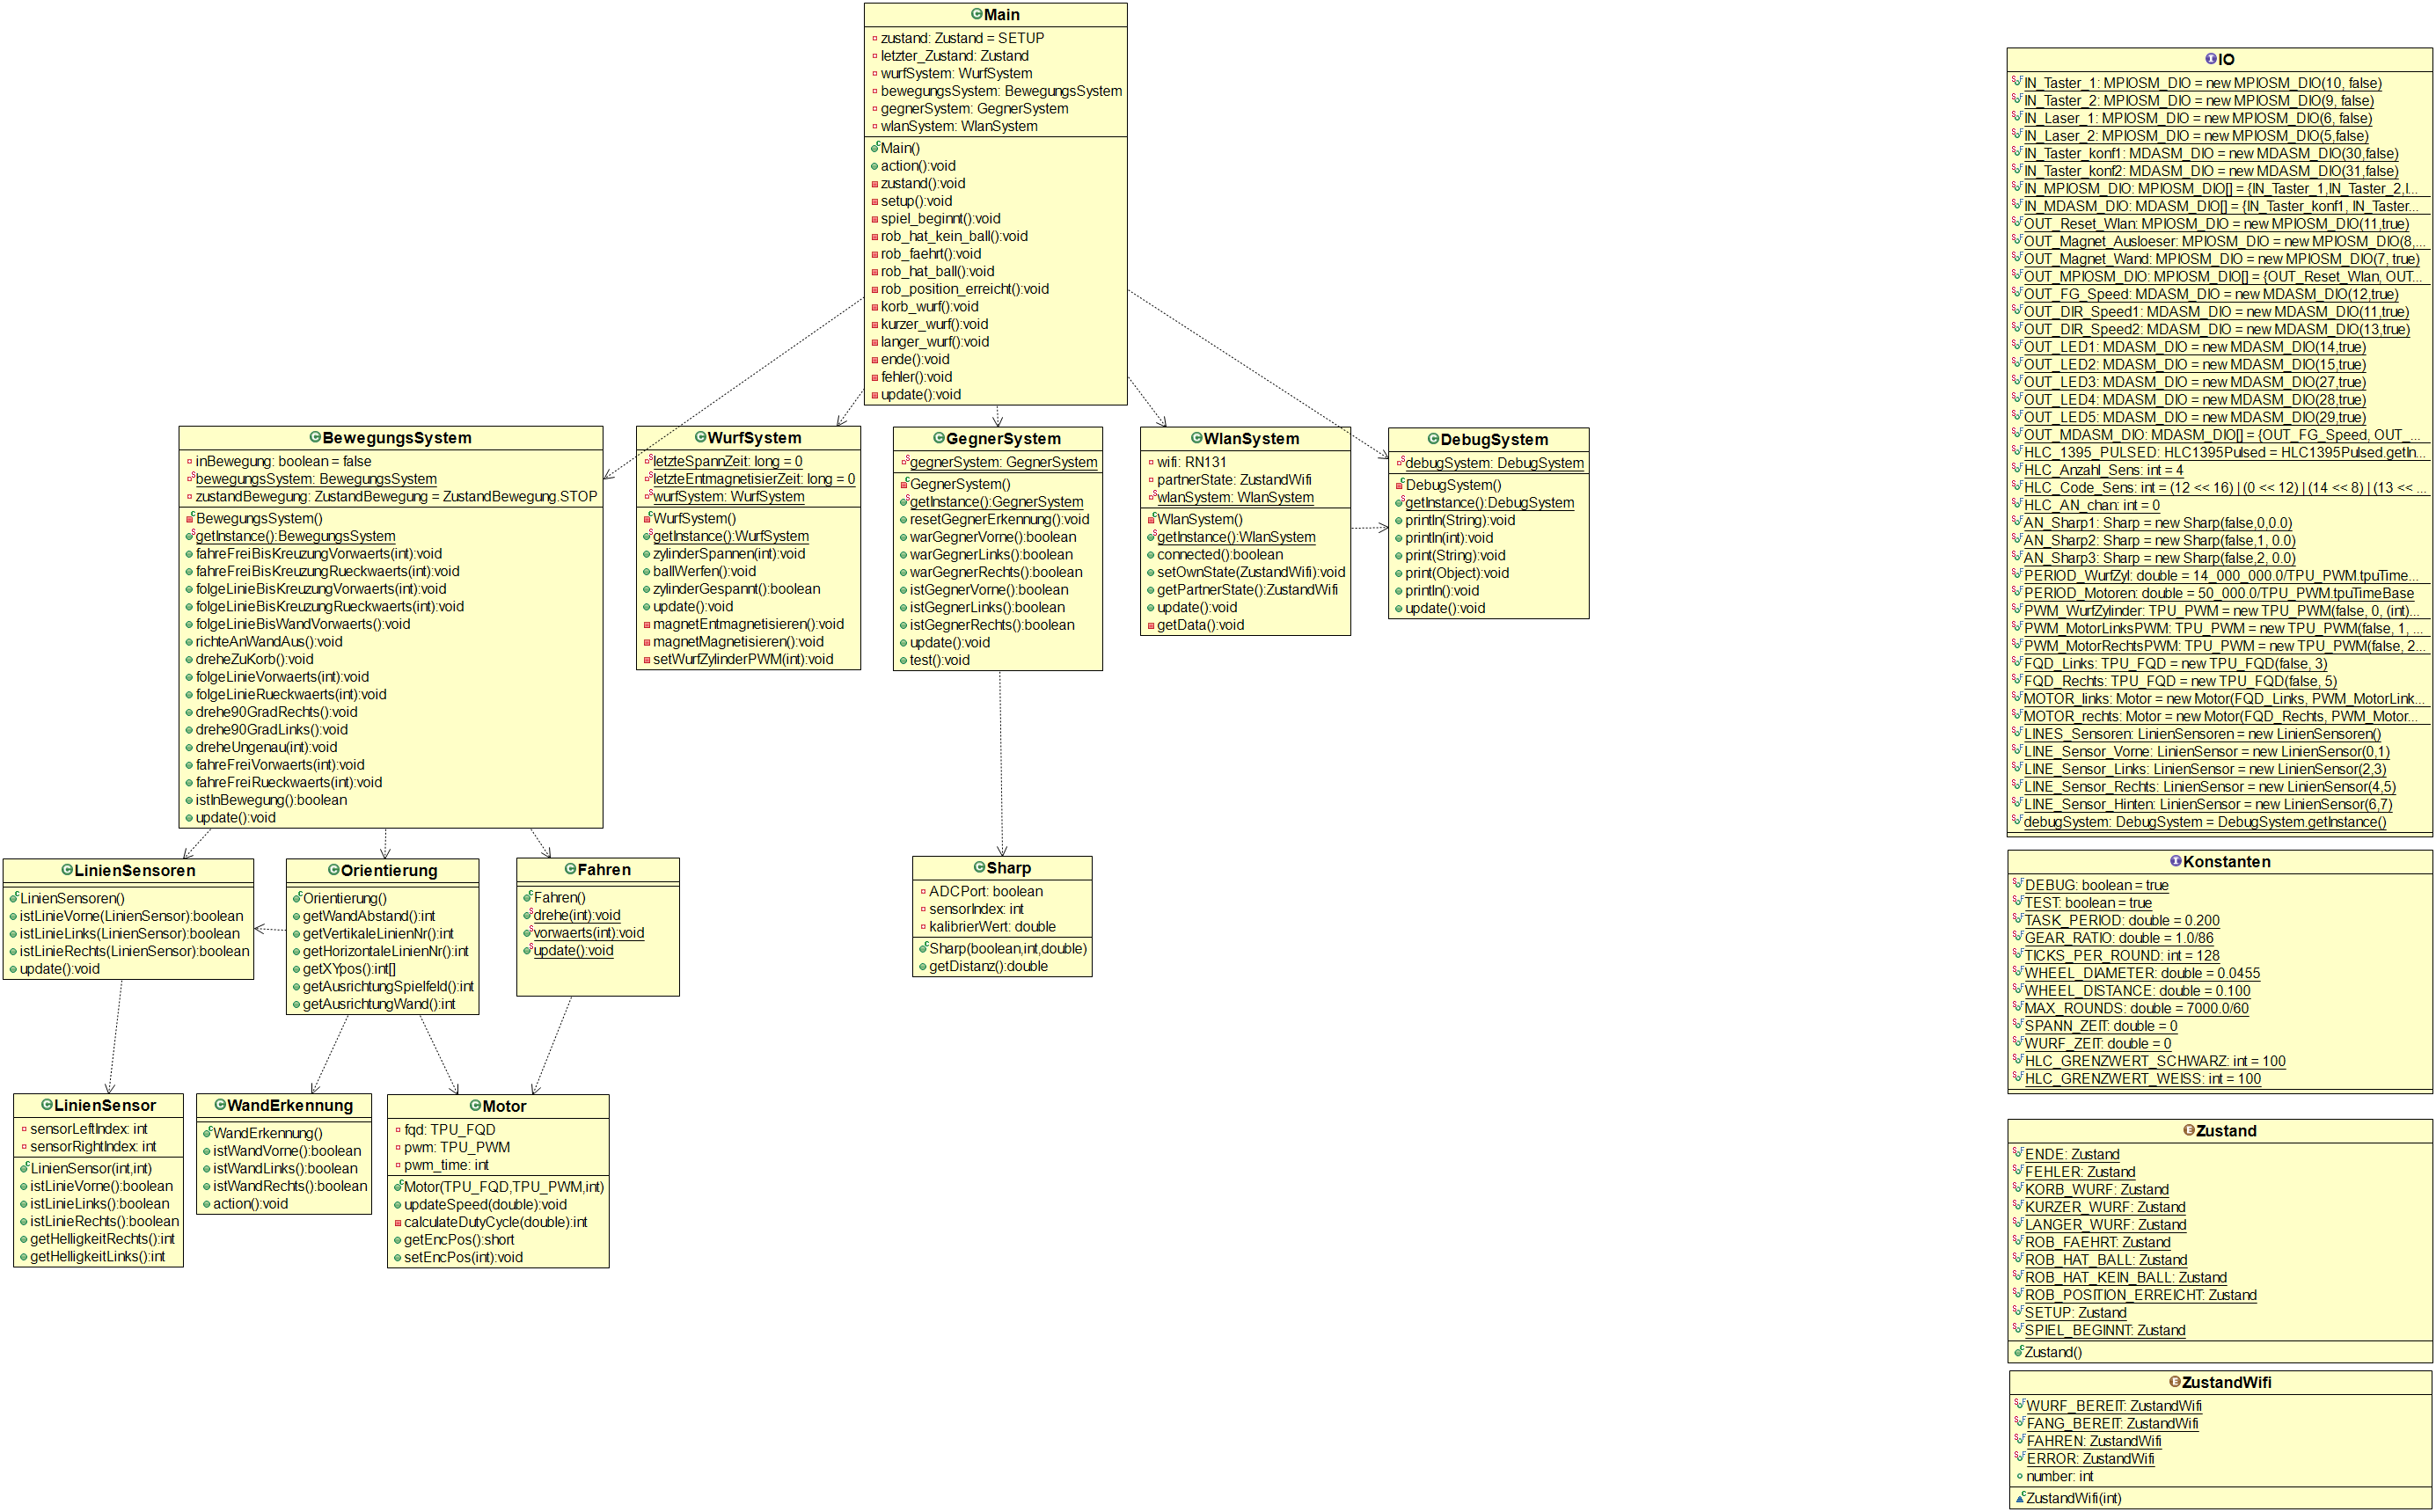 Main
zustand: Zustand = SETUP
letzter_Zustand: Zustand
wurfSystem: WurfSystem
bewegungsSystem: BewegungsSystem
gegnerSystem: GegnerSystem
wlanSystem: WlanSystem
Main()
action():void
zustand():void
setup():void
spiel_beginnt():void
rob_hat_kein_ball():void
rob_faehrt():void
rob_hat_ball():void
rob_position_erreicht():void
korb_wurf():void
kurzer_wurf():void
langer_wurf():void
ende():void
fehler():void
update():void
BewegungsSystem
inBewegung: boolean = false
bewegungsSystem: BewegungsSystem
zustandBewegung: ZustandBewegung = ZustandBewegung.STOP
BewegungsSystem()
getInstance():BewegungsSystem
fahreFreiBisKreuzungVorwaerts(int):void
fahreFreiBisKreuzungRueckwaerts(int):void
folgeLinieBisKreuzungVorwaerts(int):void
folgeLinieBisKreuzungRueckwaerts(int):void
folgeLinieBisWandVorwaerts():void
richteAnWandAus():void
dreheZuKorb():void
folgeLinieVorwaerts(int):void
folgeLinieRueckwaerts(int):void
drehe90GradRechts():void
drehe90GradLinks():void
dreheUngenau(int):void
fahreFreiVorwaerts(int):void
fahreFreiRueckwaerts(int):void
istInBewegung():boolean
update():void
WurfSystem
letzteSpannZeit: long = 0
letzteEntmagnetisierZeit: long = 0
wurfSystem: WurfSystem
WurfSystem()
getInstance():WurfSystem
zylinderSpannen(int):void
ballWerfen():void
zylinderGespannt():boolean
update():void
magnetEntmagnetisieren():void
magnetMagnetisieren():void
setWurfZylinderPWM(int):void
GegnerSystem
gegnerSystem: GegnerSystem
GegnerSystem()
getInstance():GegnerSystem
resetGegnerErkennung():void
warGegnerVorne():boolean
warGegnerLinks():boolean
warGegnerRechts():boolean
istGegnerVorne():boolean
istGegnerLinks():boolean
istGegnerRechts():boolean
update():void
test():void
WlanSystem
wifi: RN131
partnerState: ZustandWifi
wlanSystem: WlanSystem
WlanSystem()
getInstance():WlanSystem
connected():boolean
setOwnState(ZustandWifi):void
getPartnerState():ZustandWifi
update():void
getData():void
DebugSystem
debugSystem: DebugSystem
DebugSystem()
getInstance():DebugSystem
println(String):void
println(int):void
print(String):void
print(Object):void
println():void
update():void
LinienSensoren
LinienSensoren()
istLinieVorne(LinienSensor):boolean
istLinieLinks(LinienSensor):boolean
istLinieRechts(LinienSensor):boolean
update():void
Orientierung
Orientierung()
getWandAbstand():int
getVertikaleLinienNr():int
getHorizontaleLinienNr():int
getXYpos():int[]
getAusrichtungSpielfeld():int
getAusrichtungWand():int
Fahren
Fahren()
drehe(int):void
vorwaerts(int):void
update():void
Sharp
ADCPort: boolean
sensorIndex: int
kalibrierWert: double
Sharp(boolean,int,double)
getDistanz():double
LinienSensor
sensorLeftIndex: int
sensorRightIndex: int
LinienSensor(int,int)
istLinieVorne():boolean
istLinieLinks():boolean
istLinieRechts():boolean
getHelligkeitRechts():int
getHelligkeitLinks():int
WandErkennung
WandErkennung()
istWandVorne():boolean
istWandLinks():boolean
istWandRechts():boolean
action():void
Motor
fqd: TPU_FQD
pwm: TPU_PWM
pwm_time: int
Motor(TPU_FQD,TPU_PWM,int)
updateSpeed(double):void
calculateDutyCycle(double):int
getEncPos():short
setEncPos(int):void
IO
IN_Taster_1: MPIOSM_DIO = new MPIOSM_DIO(10, false)
IN_Taster_2: MPIOSM_DIO = new MPIOSM_DIO(9, false)
IN_Laser_1: MPIOSM_DIO = new MPIOSM_DIO(6, false)
IN_Laser_2: MPIOSM_DIO = new MPIOSM_DIO(5,false)
IN_Taster_konf1: MDASM_DIO = new MDASM_DIO(30,false)
IN_Taster_konf2: MDASM_DIO = new MDASM_DIO(31,false)
IN_MPIOSM_DIO: MPIOSM_DIO[] = {IN_Taster_1,IN_Taster_2,I...
IN_MDASM_DIO: MDASM_DIO[] = {IN_Taster_konf1, IN_Taster...
OUT_Reset_Wlan: MPIOSM_DIO = new MPIOSM_DIO(11,true)
OUT_Magnet_Ausloeser: MPIOSM_DIO = new MPIOSM_DIO(8,...
OUT_Magnet_Wand: MPIOSM_DIO = new MPIOSM_DIO(7, true)
OUT_MPIOSM_DIO: MPIOSM_DIO[] = {OUT_Reset_Wlan, OUT...
OUT_FG_Speed: MDASM_DIO = new MDASM_DIO(12,true)
OUT_DIR_Speed1: MDASM_DIO = new MDASM_DIO(11,true)
OUT_DIR_Speed2: MDASM_DIO = new MDASM_DIO(13,true)
OUT_LED1: MDASM_DIO = new MDASM_DIO(14,true)
OUT_LED2: MDASM_DIO = new MDASM_DIO(15,true)
OUT_LED3: MDASM_DIO = new MDASM_DIO(27,true)
OUT_LED4: MDASM_DIO = new MDASM_DIO(28,true)
OUT_LED5: MDASM_DIO = new MDASM_DIO(29,true)
OUT_MDASM_DIO: MDASM_DIO[] = {OUT_FG_Speed, OUT_...
HLC_1395_PULSED: HLC1395Pulsed = HLC1395Pulsed.getIn...
HLC_Anzahl_Sens: int = 4
HLC_Code_Sens: int = (12 << 16) | (0 << 12) | (14 << 8) | (13 << ...
HLC_AN_chan: int = 0
AN_Sharp1: Sharp = new Sharp(false,0,0.0)
AN_Sharp2: Sharp = new Sharp(false,1, 0.0)
AN_Sharp3: Sharp = new Sharp(false,2, 0.0)
PERIOD_WurfZyl: double = 14_000_000.0/TPU_PWM.tpuTime...
PERIOD_Motoren: double = 50_000.0/TPU_PWM.tpuTimeBase
PWM_WurfZylinder: TPU_PWM = new TPU_PWM(false, 0, (int)...
PWM_MotorLinksPWM: TPU_PWM = new TPU_PWM(false, 1, ...
PWM_MotorRechtsPWM: TPU_PWM = new TPU_PWM(false, 2...
FQD_Links: TPU_FQD = new TPU_FQD(false, 3)
FQD_Rechts: TPU_FQD = new TPU_FQD(false, 5)
MOTOR_links: Motor = new Motor(FQD_Links, PWM_MotorLink...
MOTOR_rechts: Motor = new Motor(FQD_Rechts, PWM_Motor...
LINES_Sensoren: LinienSensoren = new LinienSensoren()
LINE_Sensor_Vorne: LinienSensor = new LinienSensor(0,1)
LINE_Sensor_Links: LinienSensor = new LinienSensor(2,3)
LINE_Sensor_Rechts: LinienSensor = new LinienSensor(4,5)
LINE_Sensor_Hinten: LinienSensor = new LinienSensor(6,7)
debugSystem: DebugSystem = DebugSystem.getInstance()
Konstanten
DEBUG: boolean = true
TEST: boolean = true
TASK_PERIOD: double = 0.200
GEAR_RATIO: double = 1.0/86
TICKS_PER_ROUND: int = 128
WHEEL_DIAMETER: double = 0.0455
WHEEL_DISTANCE: double = 0.100
MAX_ROUNDS: double = 7000.0/60
SPANN_ZEIT: double = 0
WURF_ZEIT: double = 0
HLC_GRENZWERT_SCHWARZ: int = 100
HLC_GRENZWERT_WEISS: int = 100
Zustand
ENDE: Zustand
FEHLER: Zustand
KORB_WURF: Zustand
KURZER_WURF: Zustand
LANGER_WURF: Zustand
ROB_FAEHRT: Zustand
ROB_HAT_BALL: Zustand
ROB_HAT_KEIN_BALL: Zustand
ROB_POSITION_ERREICHT: Zustand
SETUP: Zustand
SPIEL_BEGINNT: Zustand
Zustand()
ZustandWifi
WURF_BEREIT: ZustandWifi
FANG_BEREIT: ZustandWifi
FAHREN: ZustandWifi
ERROR: ZustandWifi
number: int
ZustandWifi(int)